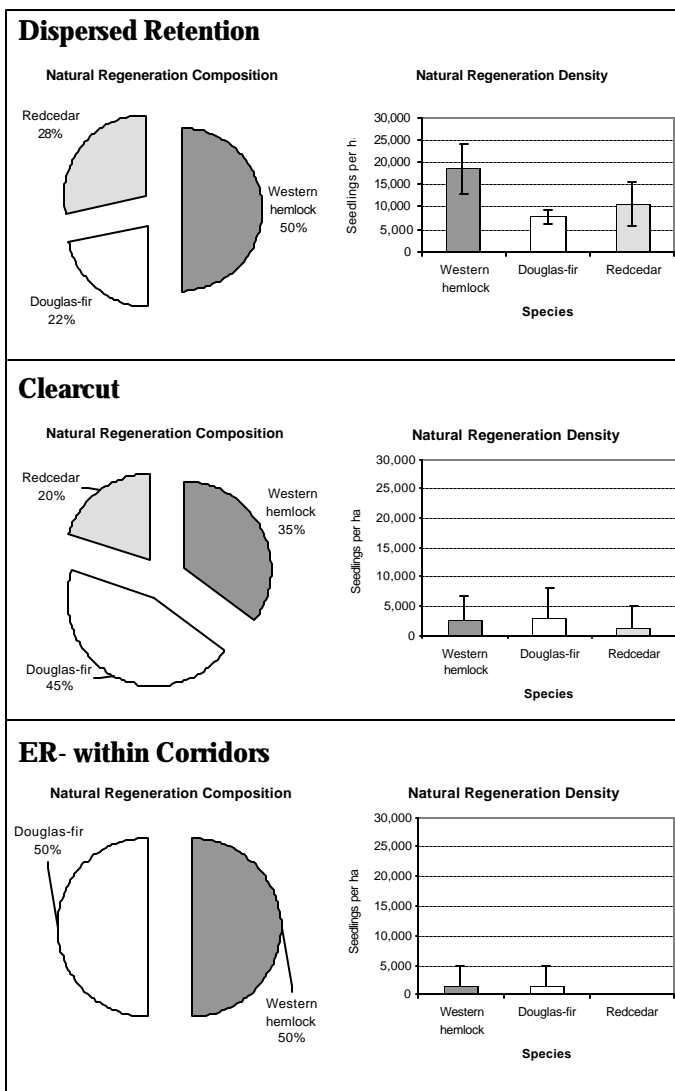 Dispersed Retention
Natural Regeneration Composition
Redcedar
28%
Western
hemlock
50%
Douglas-fir
22%
Natural Regeneration Density
Seedlings per h
30,000
25,000
20,000
15,000
10,000
5,000
0
Western
hemlock
Douglas-fir
Redcedar
Species
Clearcut
Natural Regeneration Composition
Redcedar
20%
Western
hemlock
35%
Douglas-fir
45%
Natural Regeneration Density
Seedlings per ha
30,000
25,000
20,000
15,000
10,000
5,000
0
Western
hemlock
Douglas-fir
Redcedar
Species
ER- within Corridors
Natural Regeneration Composition
Douglas-fir
50%
Western
hemlock
50%
Natural Regeneration Density
Seedlings per ha
30,000
25,000
20,000
15,000
10,000
5,000
0
Western
hemlock
Douglas-fir
Redcedar
Species